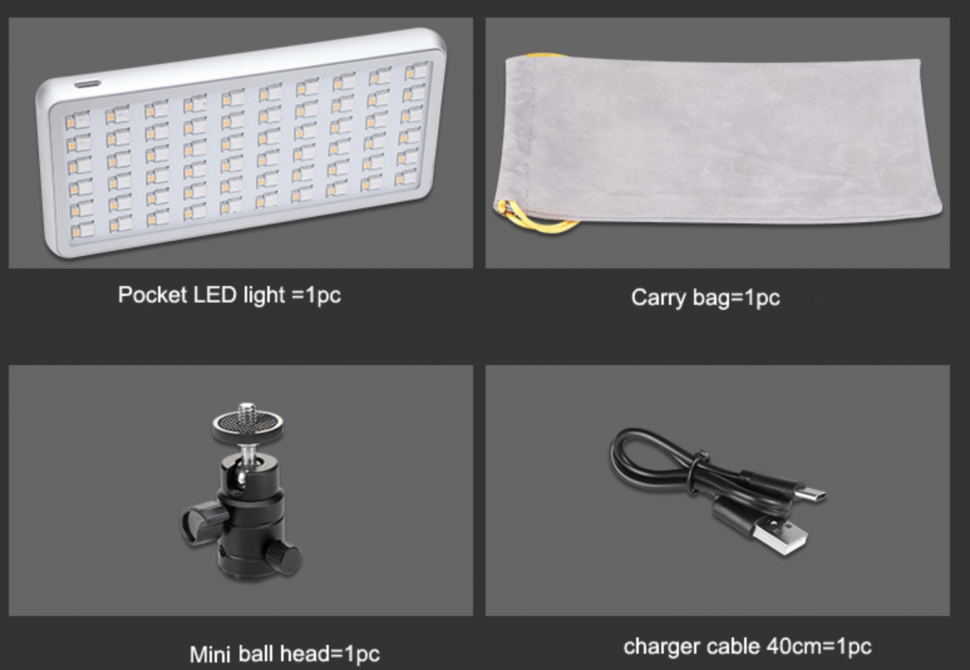 Pocket LED light =1pc
Carry bag=1pc
Mini ball head=1pc
charger cable 40cm=1pc